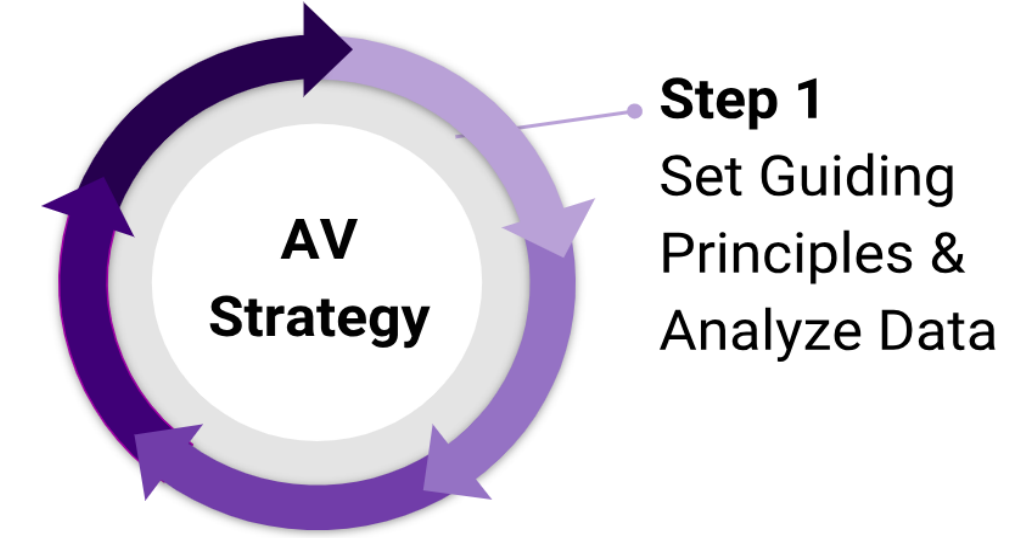 AV
Strategy
Step 1
Set Guiding
Principles &
Analyze Data